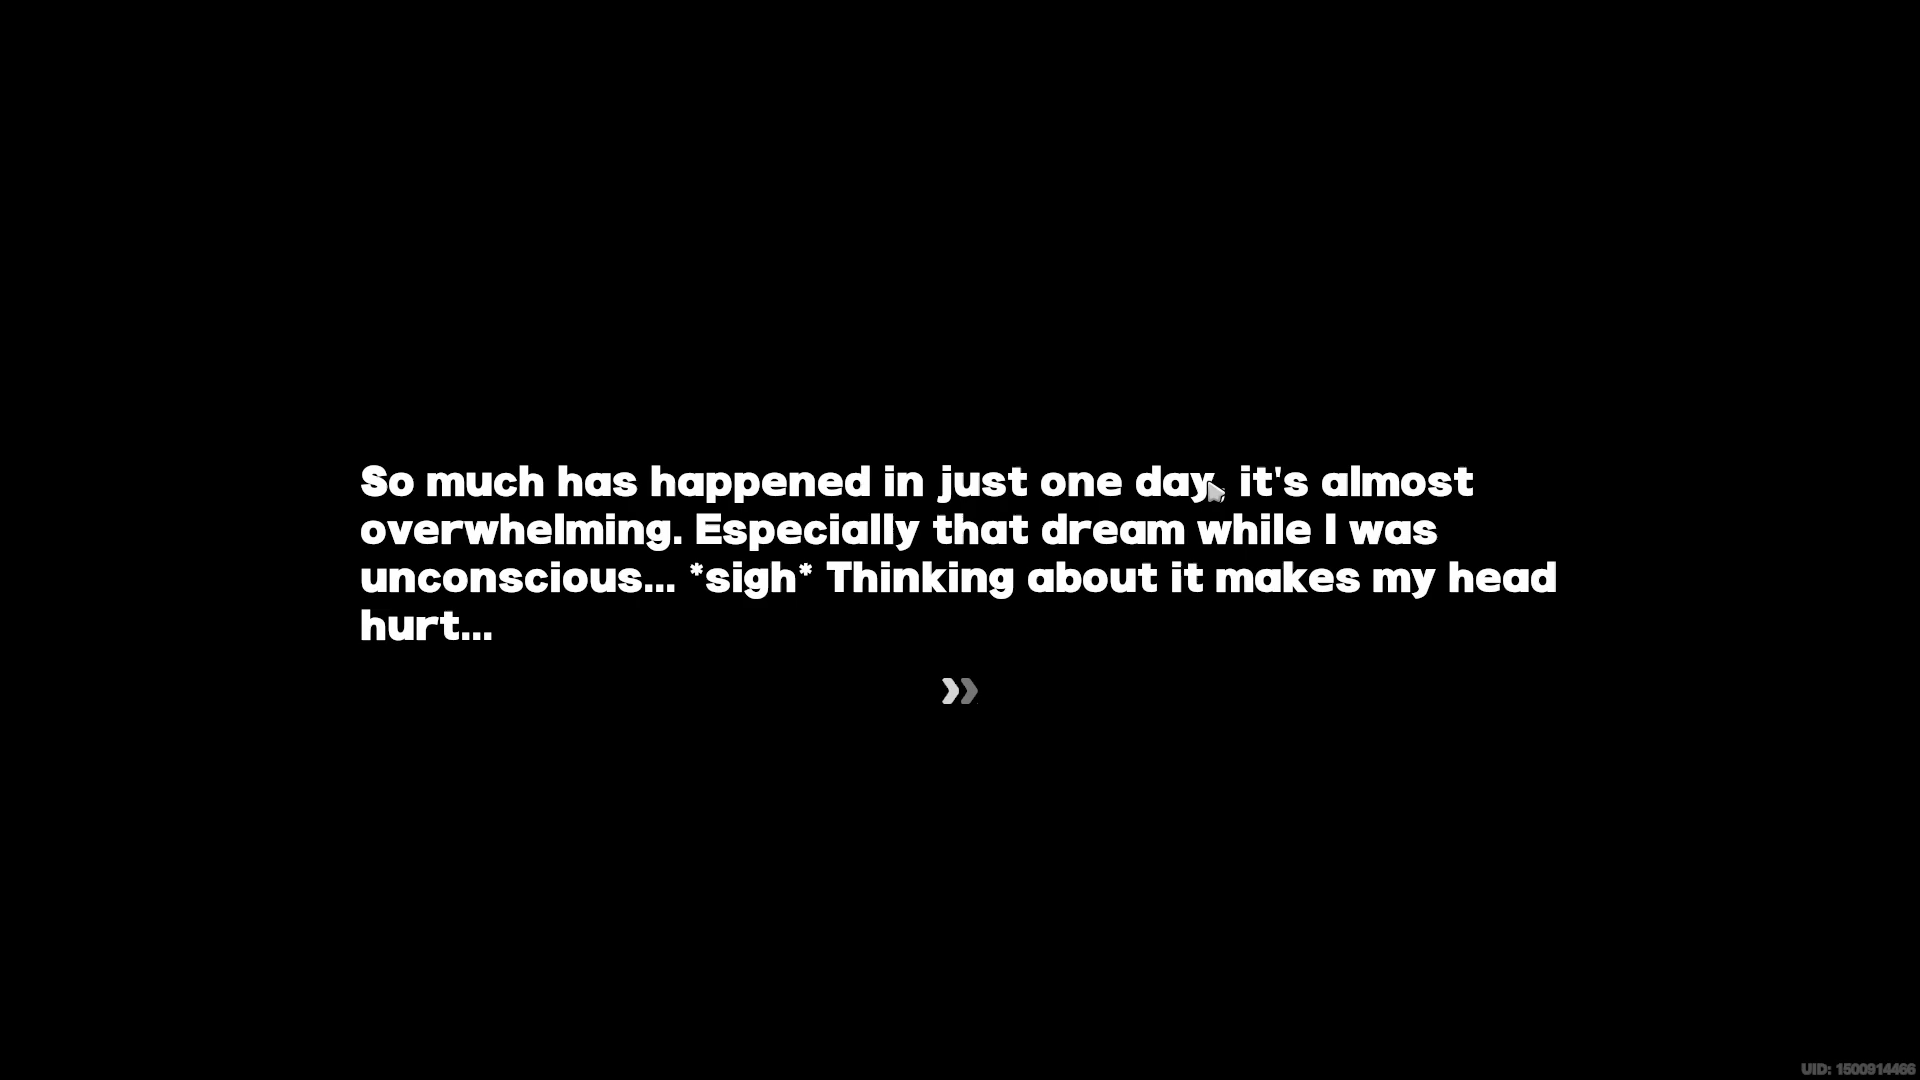 So much has happened in just one day, it's almost
overwhelming. Especially that dream while I was
unconscious... *sigh* Thinking about it makes my head
hurt...
UID: 1500914466